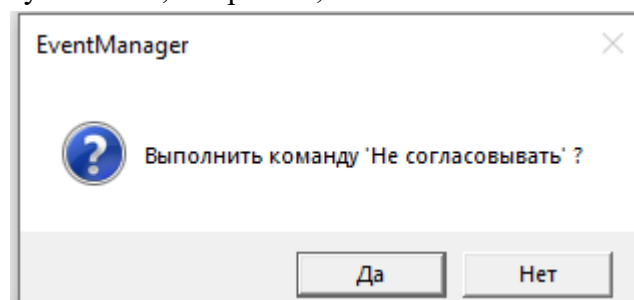 EventManager
Выполнить команду 'Не согласовывать' ?
Да
Нет